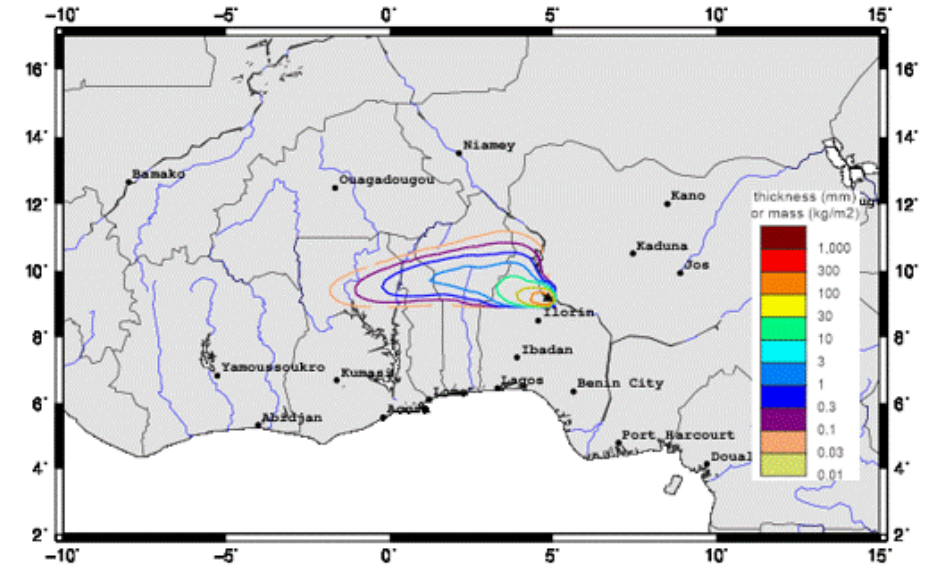 −10° −5° 0° 5° 10° 15°
16° 16°
14° 14°
Niamey
Bamako
Ouagadougou
12° 12°
Kano
thickness (mm)
or mass (kg/m2)
ug
Kaduna
1,000
10° 10°
Jos
300
100
Ilorin
30
8° 8°
10
Ibadan
3
Yamoussoukro
Kumasi
Lagos
Benin City
1
Lome
6° 6°
Accra
0.3
Abidjan
0.1
Port Harcourt
0.03
4° 4°
Doual
0.01
2° 2°
−10° −5° 0° 5° 10° 15°